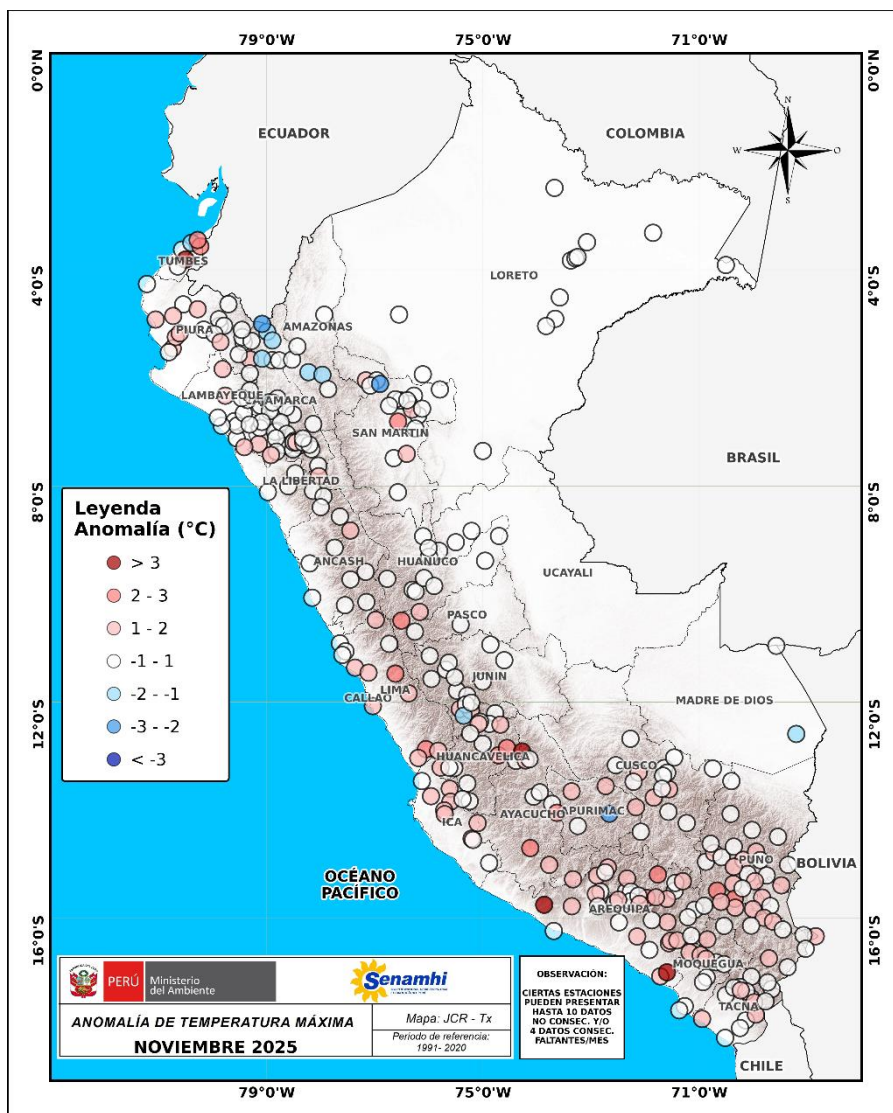 79°0'W 75°0'W 71°0'W
0°0'N 0°0'N
ECUADOR
COLOMBIA
N
W O
S
TUMBES
LORETO
4°0'S 4°0'S
PIURA
AMAZONAS
LAMBAYEQUE
CAJAMARCA
SAN MARTIN
BRASIL
LA LIBERTAD
8°0'S 8°0'S
Leyenda
Anomalía (°C)
> 3
2 - 3
1 - 2
-1 - 1
-2 - -1
-3 - -2
< -3
ANCASH
HUANUCO
UCAYALI
PASCO
JUNIN
LIMA
CALLAO
MADRE DE DIOS
12°0'S 12°0'S
HUANCAVELICA
CUSCO
AYACUCHO
APURIMAC
ICA
PUNO
BOLIVIA
OCÉANO
PACÍFICO
AREQUIPA
16°0'S 16°0'S
MOQUEGUA
TACNA
CHILE
PERÚ
Ministerio
del Ambiente
Senamhi
ANOMALÍA DE TEMPERATURA MÁXIMA
NOVIEMBRE 2025
Mapa: JCR - Tx
Periodo de referencia:
1991- 2020
OBSERVACIÓN:
CIERTAS ESTACIONES
PUEDEN PRESENTAR
HASTA 10 DATOS
NO CONSEC. Y/O
4 DATOS CONSEC.
FALTANTES/MES
79°0'W 75°0'W 71°0'W